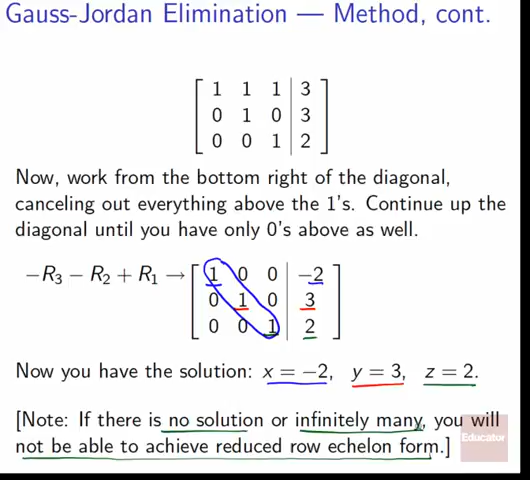 Gauss-Jordan Elimination — Method, cont.
1 1 1 3
0 1 0 3
0 0 1 2
Now, work from the bottom right of the diagonal,
canceling out everything above the 1's. Continue up the
diagonal until you have only 0's above as well.
−R₃ − R₂ + R₁ → 1 0 0 −2
0 1 0 3
0 0 1 2
Now you have the solution: x = −2, y = 3, z = 2.
[Note: If there is no solution or infinitely many, you will
not be able to achieve reduced row echelon form.]
Educator